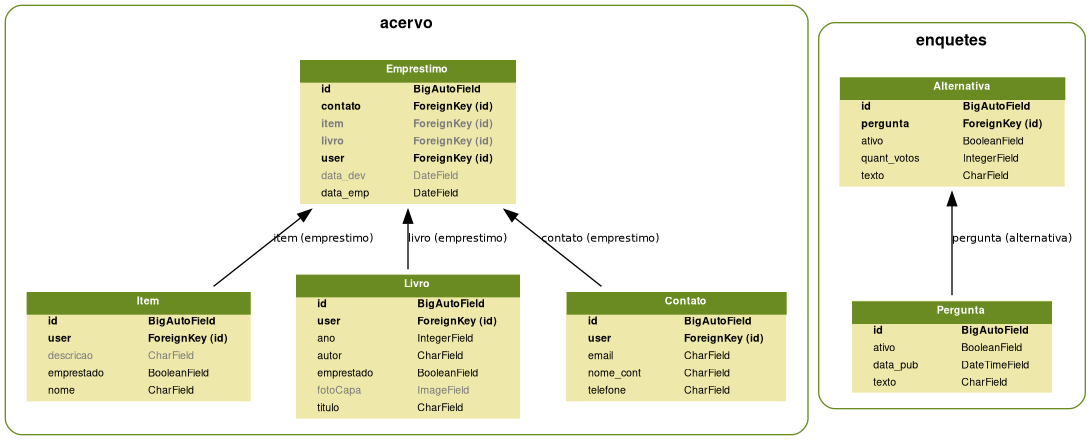 acervo
Emprestimo
id BigAutoField
contato ForeignKey (id)
item ForeignKey (id)
livro ForeignKey (id)
user ForeignKey (id)
data_dev DateField
data_emp DateField
item (emprestimo)
livro (emprestimo)
contato (emprestimo)
Item
id BigAutoField
user ForeignKey (id)
descricao CharField
emprestado BooleanField
nome CharField
Livro
id BigAutoField
user ForeignKey (id)
ano IntegerField
autor CharField
emprestado BooleanField
fotoCapa ImageField
titulo CharField
Contato
id BigAutoField
user ForeignKey (id)
email CharField
nome_cont CharField
telefone CharField
enquetes
Alternativa
id BigAutoField
pergunta ForeignKey (id)
ativo BooleanField
quant_votos IntegerField
texto CharField
pergunta (alternativa)
Pergunta
id BigAutoField
ativo BooleanField
data_pub DateTimeField
texto CharField